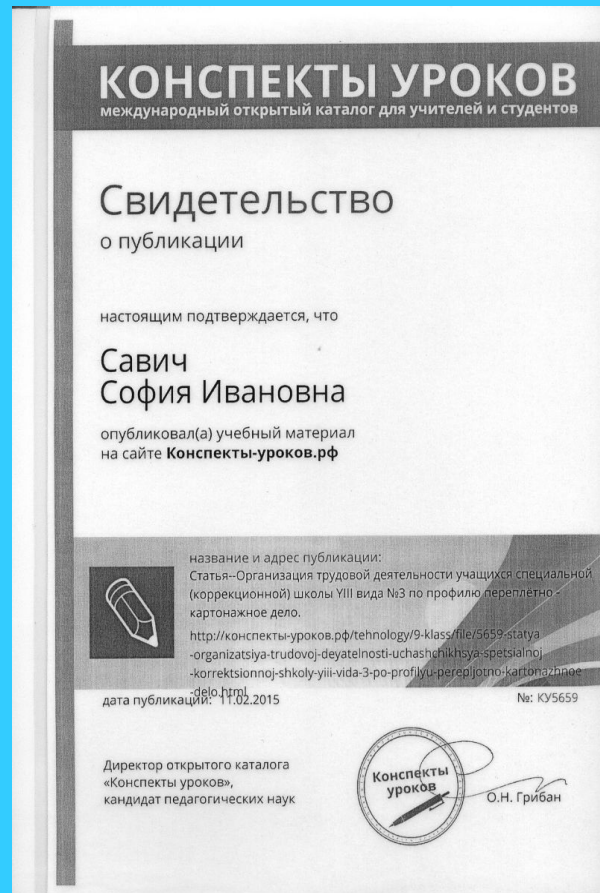 КОНСПЕКТЫ УРОКОВ
международный открытый каталог для учителей и студентов
Свидетельство
о публикации
настоящим подтверждается, что
Савич
София Ивановна
опубликовал(а) учебный материал
на сайте Конспекты-уроков.рф
название и адрес публикации:
Статья--Организация трудовой деятельности учащихся специальной
(коррекционной) школы YIII вида №3 по профилю переплётно -
картонажное дело.
http://конспекты-уроков.рф/tehnology/9-klass/file/5659-statya
-organizatsiya-trudovoj-deyatelnosti-uchashchikhsya-spetsialnoj
-korrektsionnoj-shkoly-yiii-vida-3-po-profilyu-perepljotno-kartonazhnoe
-delo.html
дата публикации: 11.02.2015
№: КУ5659
Директор открытого каталога
«Конспекты уроков»,
кандидат педагогических наук
Конспекты
уроков
О.Н. Грибан